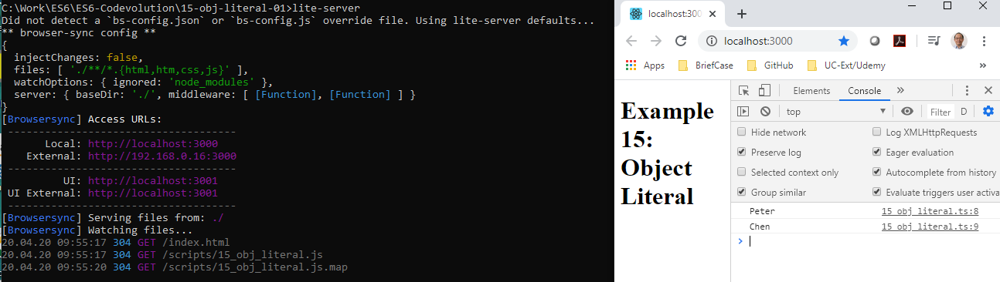 C:\Work\ES6\ES6-Codevolution\15-obj-literal-01>lite-server
Did not detect a `bs-config.json` or `bs-config.js` override file. Using lite-server defaults...
** browser-sync config **
{
  injectChanges: false,
  files: [ './**/*.{html,htm,css,js}' ],
  watchOptions: { ignored: 'node_modules' },
  server: { baseDir: './', middleware: [ [Function], [Function] ] }
}
[Browsersync] Access URLs:
 -------------------------------------
       Local: http://localhost:3000
    External: http://192.168.0.16:3000
 -------------------------------------
          UI: http://localhost:3001
 UI External: http://localhost:3001
 -------------------------------------
[Browsersync] Serving files from: ./
[Browsersync] Watching files...
20.04.20 09:55:17 304 GET /index.html
20.04.20 09:55:17 304 GET /scripts/15_obj_literal.js
20.04.20 09:55:20 304 GET /scripts/15_obj_literal.js.map
localhost:300
localhost:3000
Apps BriefCase GitHub UC-Ext/Udemy
Example
15:
Object
Literal
Elements Console »
top Filter D
Hide network Log XMLHttpRequests
Preserve log Eager evaluation
Selected context only Autocomplete from history
Group similar Evaluate triggers user activa
Peter 15_obj_literal.ts:8
Chen 15_obj_literal.ts:9
>